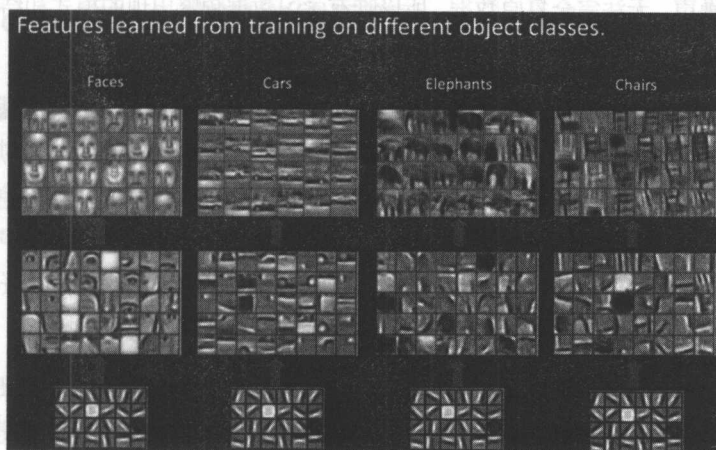 Features learned from training on different object classes.
Faces
Cars
Elephants
Chairs